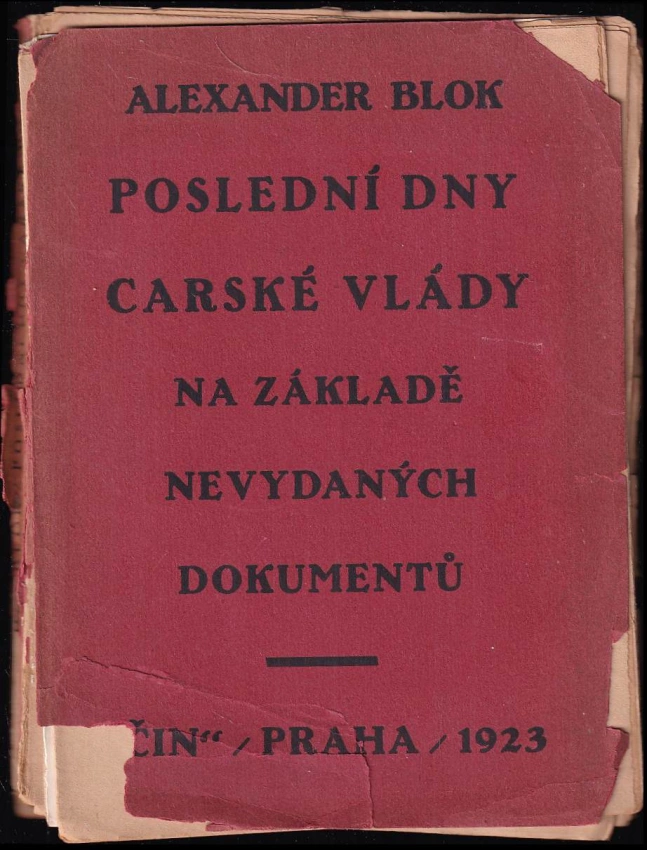 ALEXANDER BLOK
POSLEDNÍ DNY
CARSKÉ VLÁDY
NA ZÁKLADĚ
NEVYDANÝCH
DOKUMENTŮ
ČIN“ / PRAHA / 1923